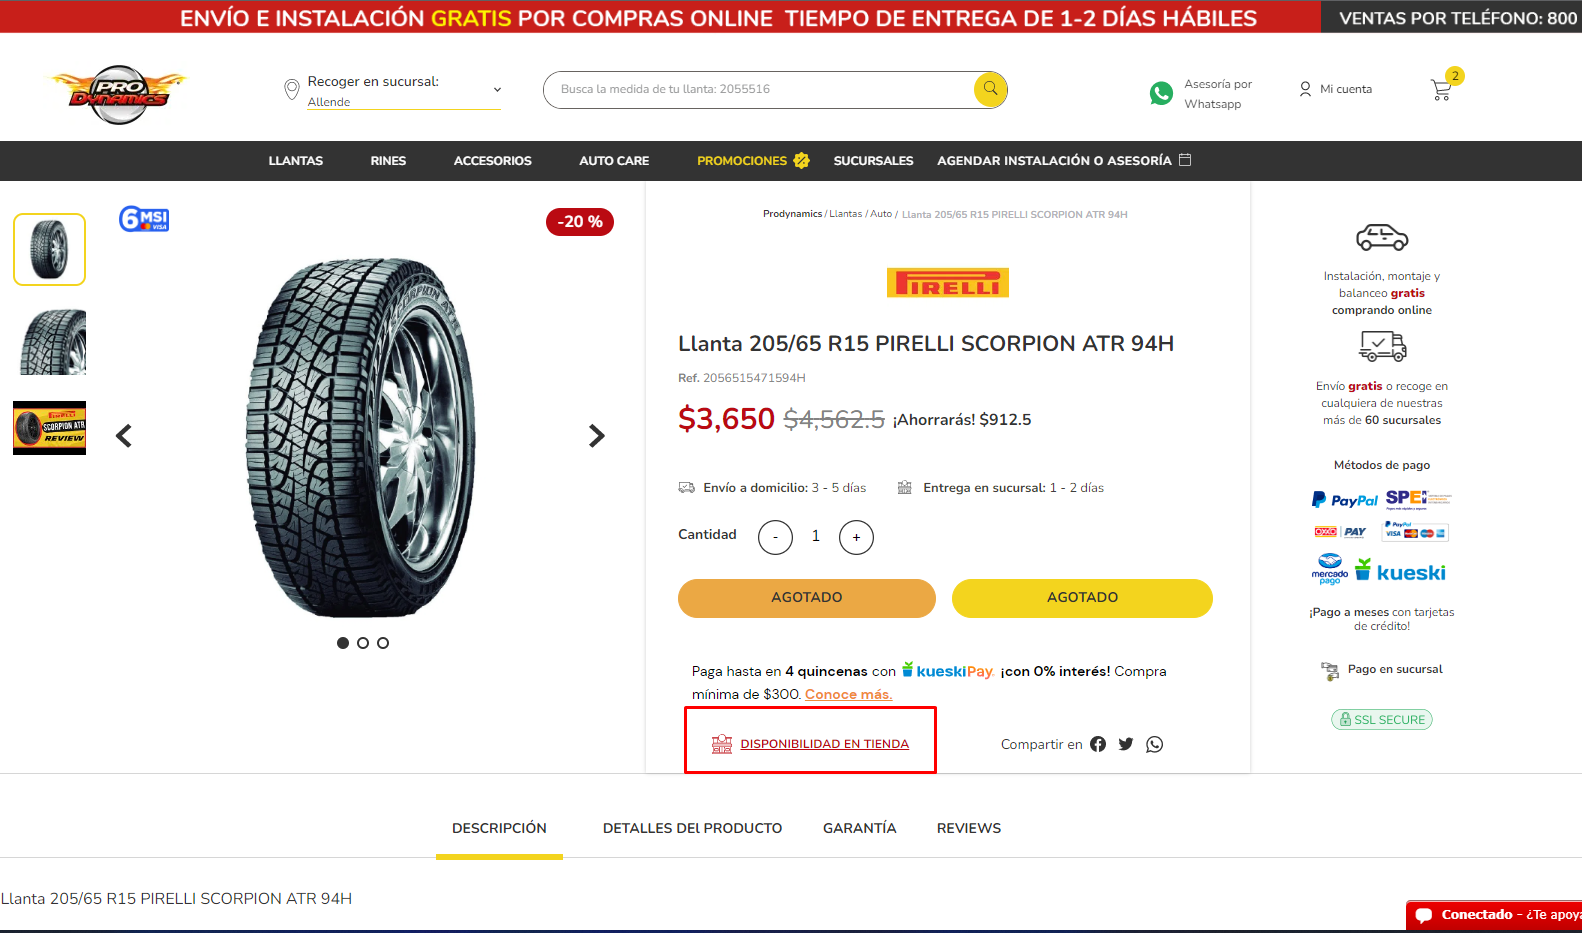 ENVÍO E INSTALACIÓN GRATIS POR COMPRAS ONLINE TIEMPO DE ENTREGA DE 1-2 DÍAS HÁBILES
VENTAS POR TELÉFONO: 800
PRO
DYNAMICS
Recoger en sucursal:
Allende
Busca la medida de tu llanta: 2055516
Asesoría por
Whatsapp
Mi cuenta
2
LLANTAS
RINES
ACCESORIOS
AUTO CARE
PROMOCIONES
SUCURSALES
AGENDAR INSTALACIÓN O ASESORÍA
6 MSI
VISA
-20 %
SCORPION ATR
PIRELLI
SCORPION ATR
REVIEW
Prodynamics / Llantas / Auto / Llanta 205/65 R15 PIRELLI SCORPION ATR 94H
PIRELLI
Llanta 205/65 R15 PIRELLI SCORPION ATR 94H
Ref. 2056515471594H
$3,650 $4,562.5 ¡Ahorrarás! $912.5
Envío a domicilio: 3 - 5 días
Entrega en sucursal: 1 - 2 días
Cantidad
- 1 +
AGOTADO
AGOTADO
Paga hasta en 4 quincenas con kueskiPay. ¡con 0% interés! Compra
mínima de $300. Conoce más.
DISPONIBILIDAD EN TIENDA
Compartir en
Instalación, montaje y
balanceo gratis
comprando online
Envío gratis o recoge en
cualquiera de nuestras
más de 60 sucursales
Métodos de pago
PayPal
SPEI
OXXO PAY
PayPal
VISA
mercado
pago
kueski
¡Pago a meses con tarjetas
de crédito!
Pago en sucursal
SSL SECURE
DESCRIPCIÓN
DETALLES DEl PRODUCTO
GARANTÍA
REVIEWS
Llanta 205/65 R15 PIRELLI SCORPION ATR 94H
Conectado - ¿Te apoya